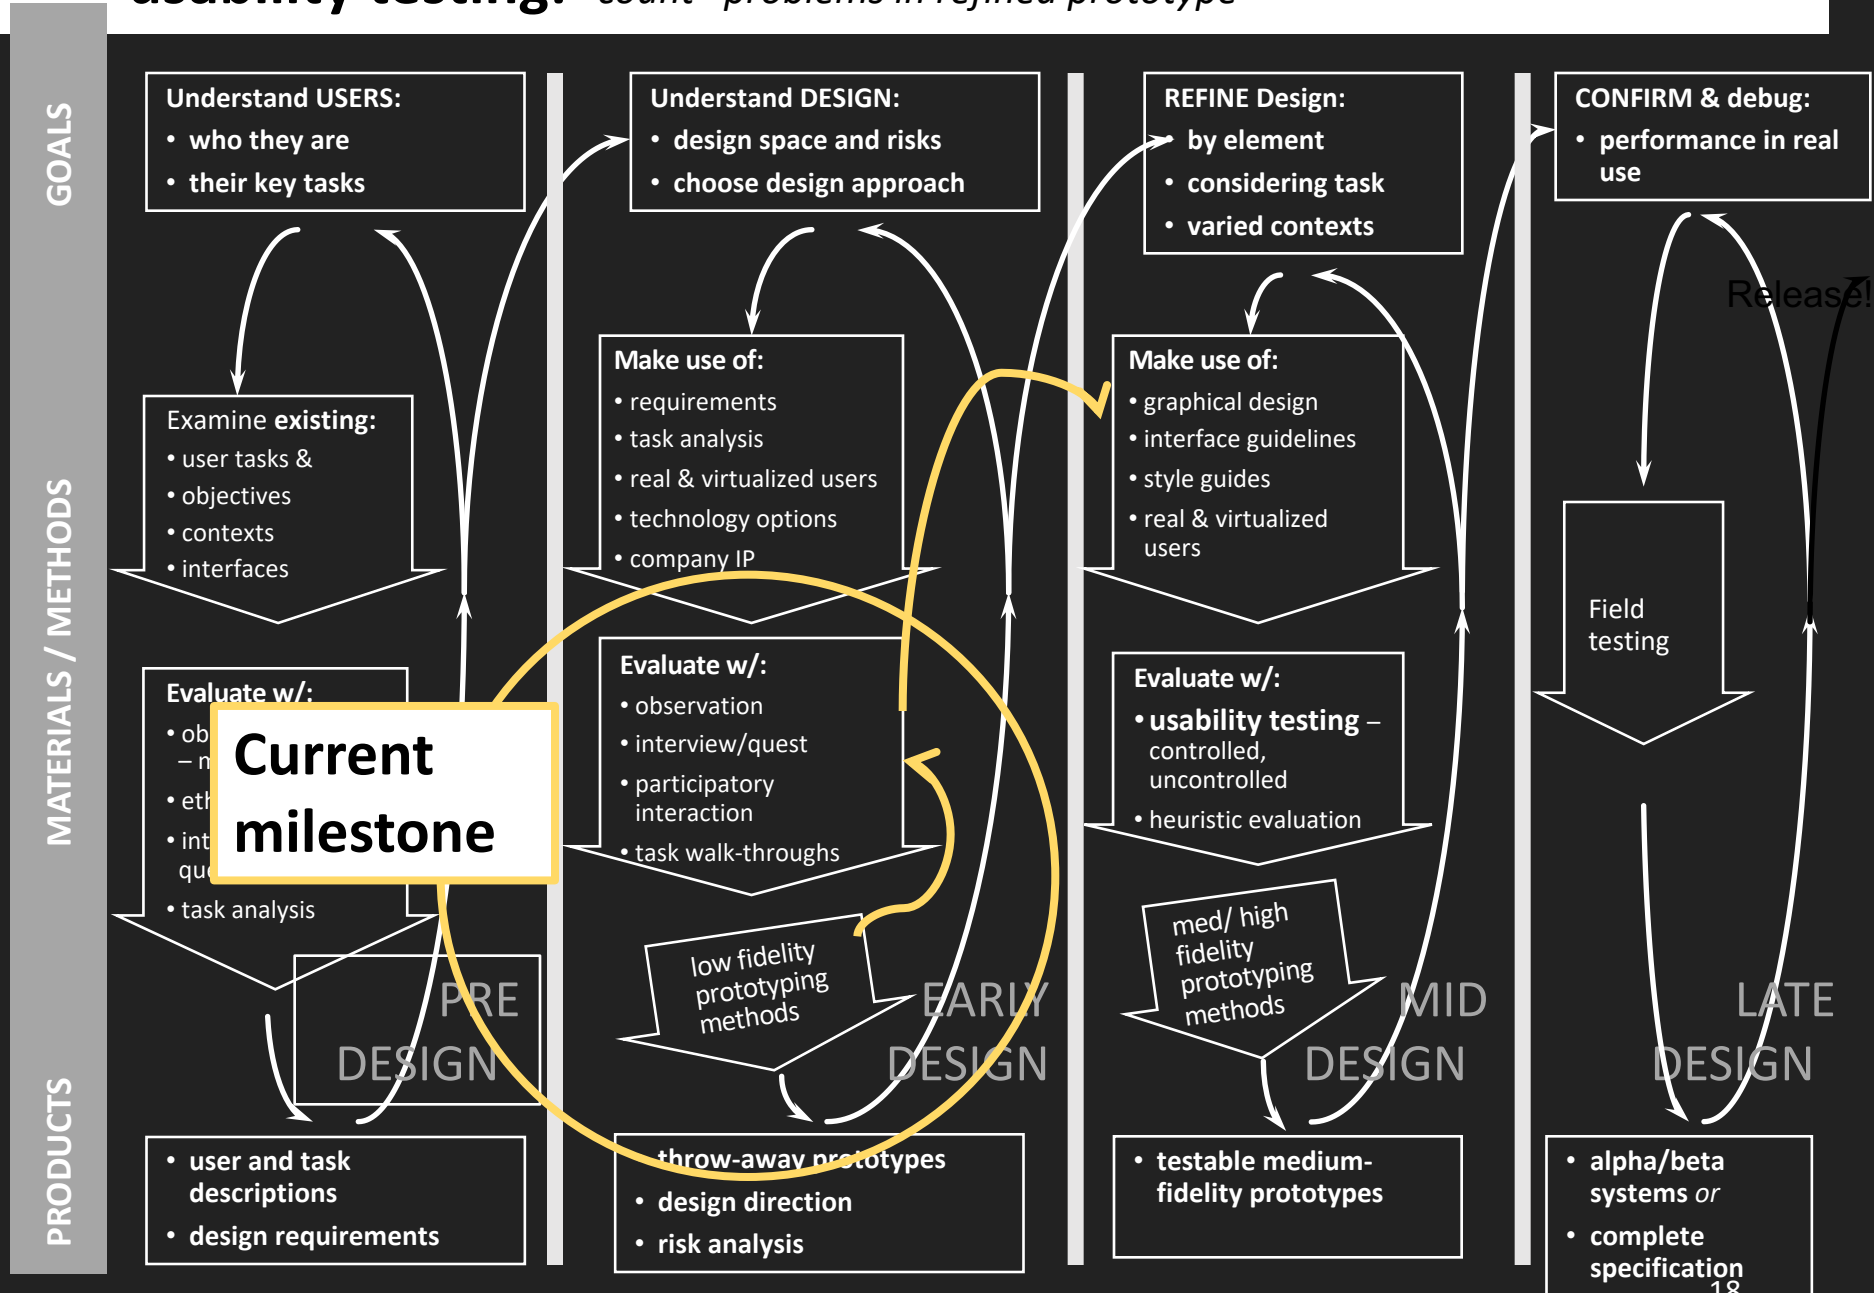 usability testing: "count" problems in refined prototype
GOALS
MATERIALS / METHODS
PRODUCTS
Understand USERS:
• who they are
• their key tasks
Examine existing:
• user tasks &
• objectives
• contexts
• interfaces
Evaluate w/:
• task analysis
Current
milestone
PRE
DESIGN
• user and task
descriptions
• design requirements
Understand DESIGN:
• design space and risks
• choose design approach
Make use of:
• requirements
• task analysis
• real & virtualized users
• technology options
• company IP
Evaluate w/:
• observation
• interview/quest
• participatory
interaction
• task walk-throughs
low fidelity
prototyping
methods
EARLY
DESIGN
throw-away prototypes
• design direction
• risk analysis
REFINE Design:
• by element
• considering task
• varied contexts
Make use of:
• graphical design
• interface guidelines
• style guides
• real & virtualized
users
Evaluate w/:
• usability testing –
controlled,
uncontrolled
• heuristic evaluation
med/ high
fidelity
prototyping
methods
MID
DESIGN
• testable medium-
fidelity prototypes
CONFIRM & debug:
• performance in real
use
Release!
Field
testing
LATE
DESIGN
• alpha/beta
systems or
• complete
specification
18